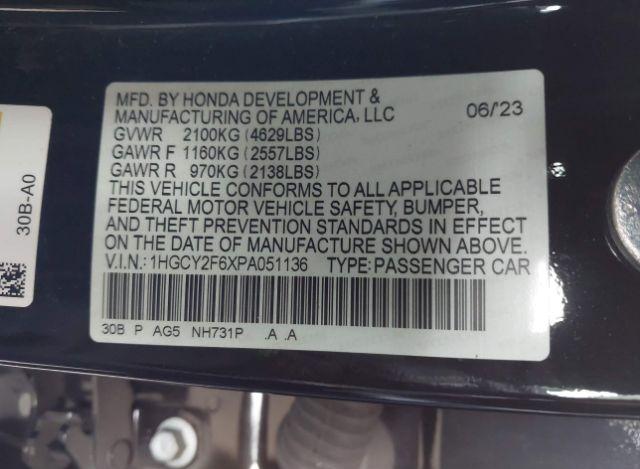 MFD. BY HONDA DEVELOPMENT &
MANUFACTURING OF AMERICA, LLC 06/'23
GVWR 2100KG (4629LBS)
GAWR F 1160KG (2557LBS)
GAWR R 970KG (2138LBS)
THIS VEHICLE CONFORMS TO ALL APPLICABLE
FEDERAL MOTOR VEHICLE SAFETY, BUMPER,
AND THEFT PREVENTION STANDARDS IN EFFECT
ON THE DATE OF MANUFACTURE SHOWN ABOVE.
V.I.N.: 1HGCY2F6XPA051136 TYPE: PASSENGER CAR
30B P AG5 NH731P .A .A
30B-A0